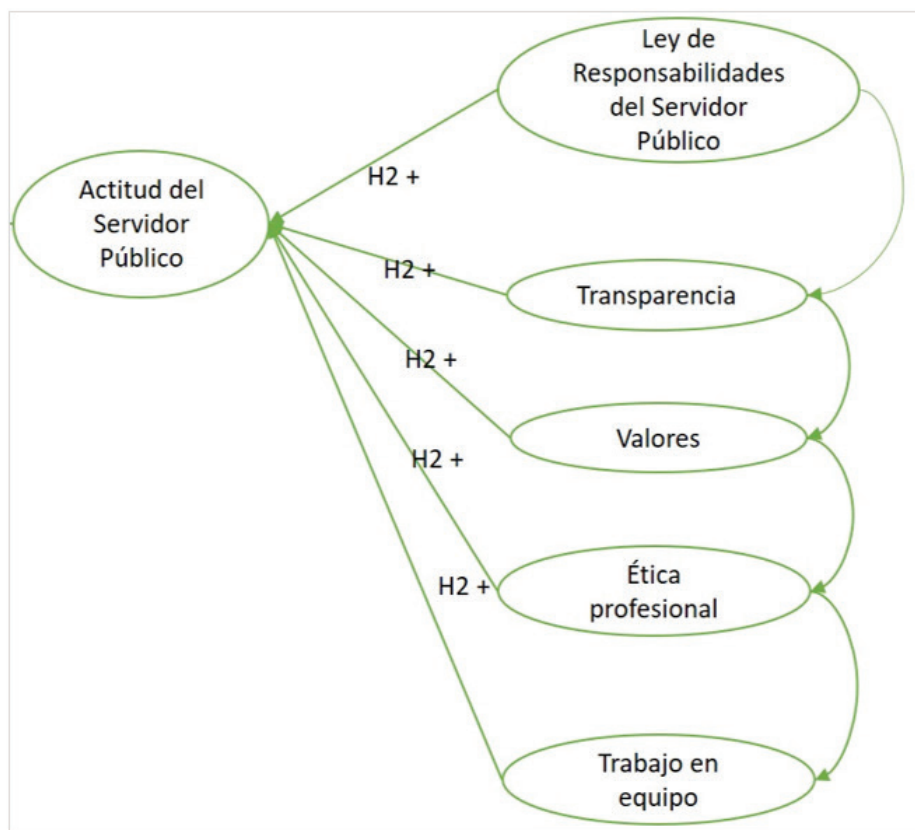 Ley de
Responsabilidades
del Servidor
Público
H2 +
Actitud del
Servidor
Público
H2 +
Transparencia
H2 +
Valores
H2 +
Ética
profesional
H2 +
Trabajo en
equipo